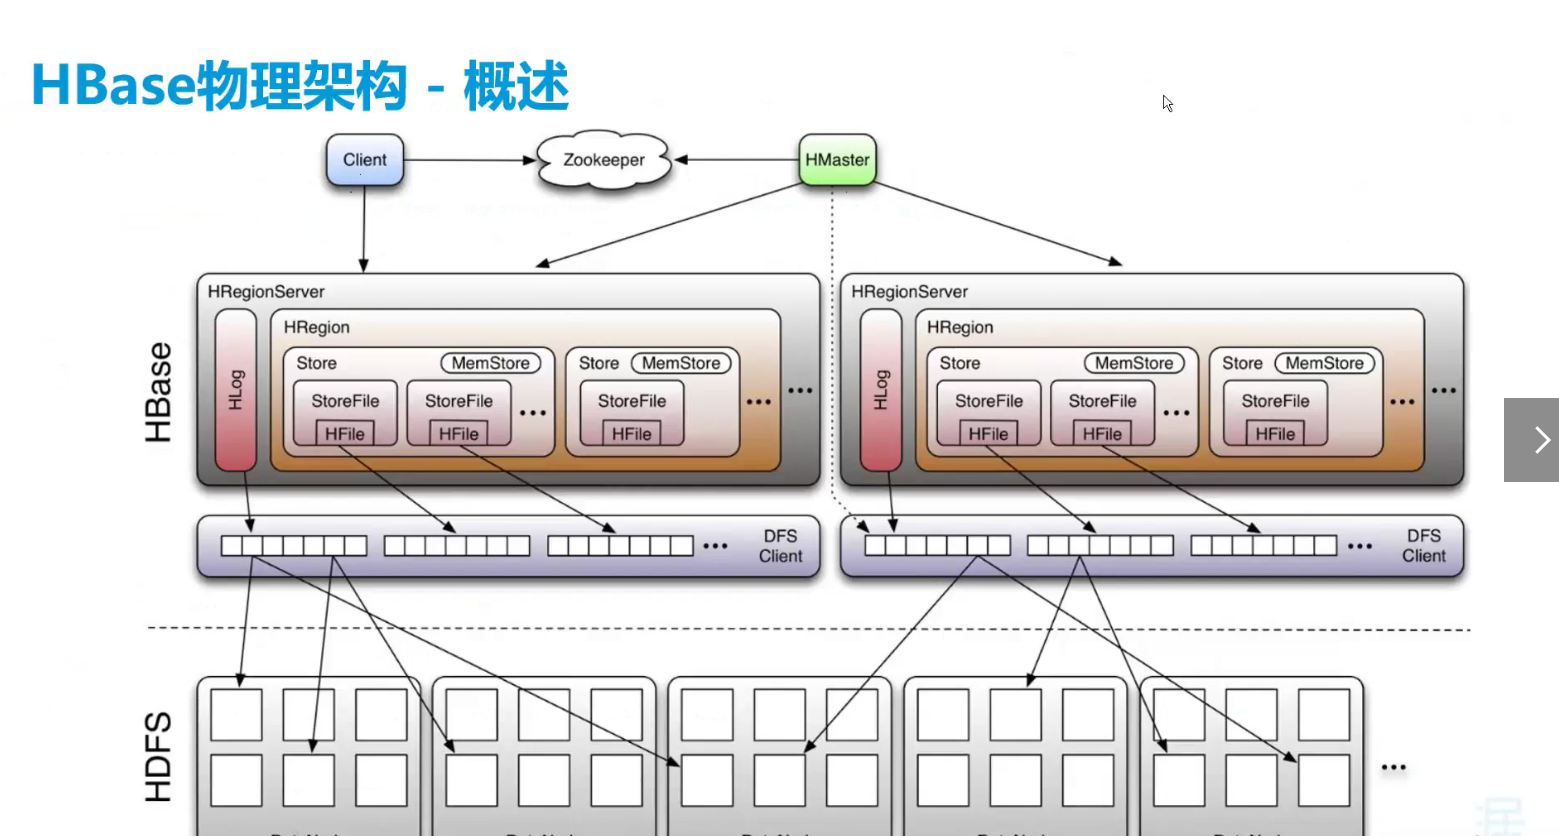 HBase物理架构 - 概述
Client
Zookeeper
HMaster
HBase
HRegionServer
HLog
HRegion
Store
MemStore
StoreFile
HFile
StoreFile
HFile
...
Store
MemStore
StoreFile
HFile
...
...
HRegionServer
HLog
HRegion
Store
MemStore
StoreFile
HFile
StoreFile
HFile
...
Store
MemStore
StoreFile
HFile
...
...
...
DFS
Client
...
DFS
Client
HDFS
...